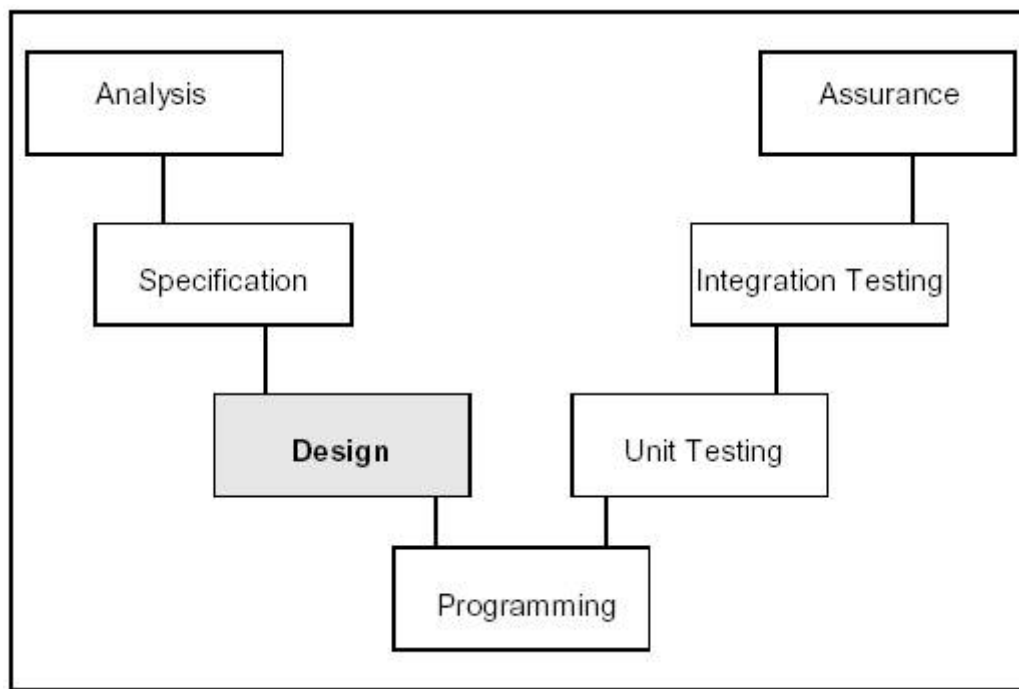 Analysis
Assurance
Specification
Integration Testing
Design
Unit Testing
Programming